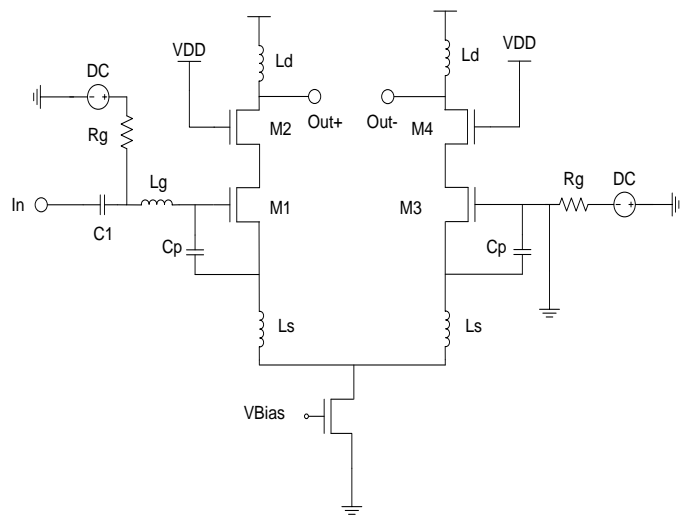 VDD
Ld
Ld
VDD
DC
- +
Out+
Out-
M2
M4
Rg
Lg
In
M1
M3
Rg
DC
- +
C1
Cp
Cp
Ls
Ls
VBias